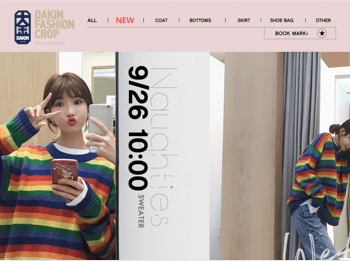 DAKIN
FASHION
CROP
DAKIN
ALL
NEW
COAT
BOTTOMS
SKIRT
SHOE BAG
OTHER
BOOK MARK
Naughties
9/26 10:00
SWEATER